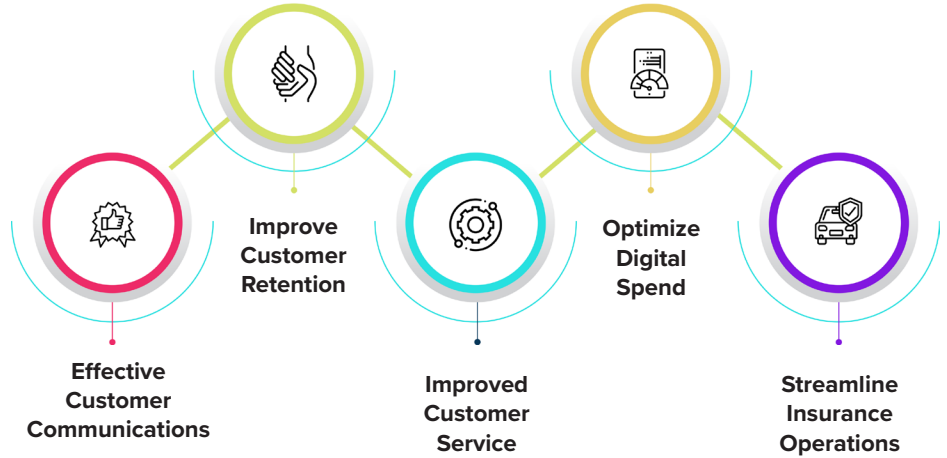 Effective
Customer
Communications
Improve
Customer
Retention
Improved
Customer
Service
Optimize
Digital
Spend
Streamline
Insurance
Operations